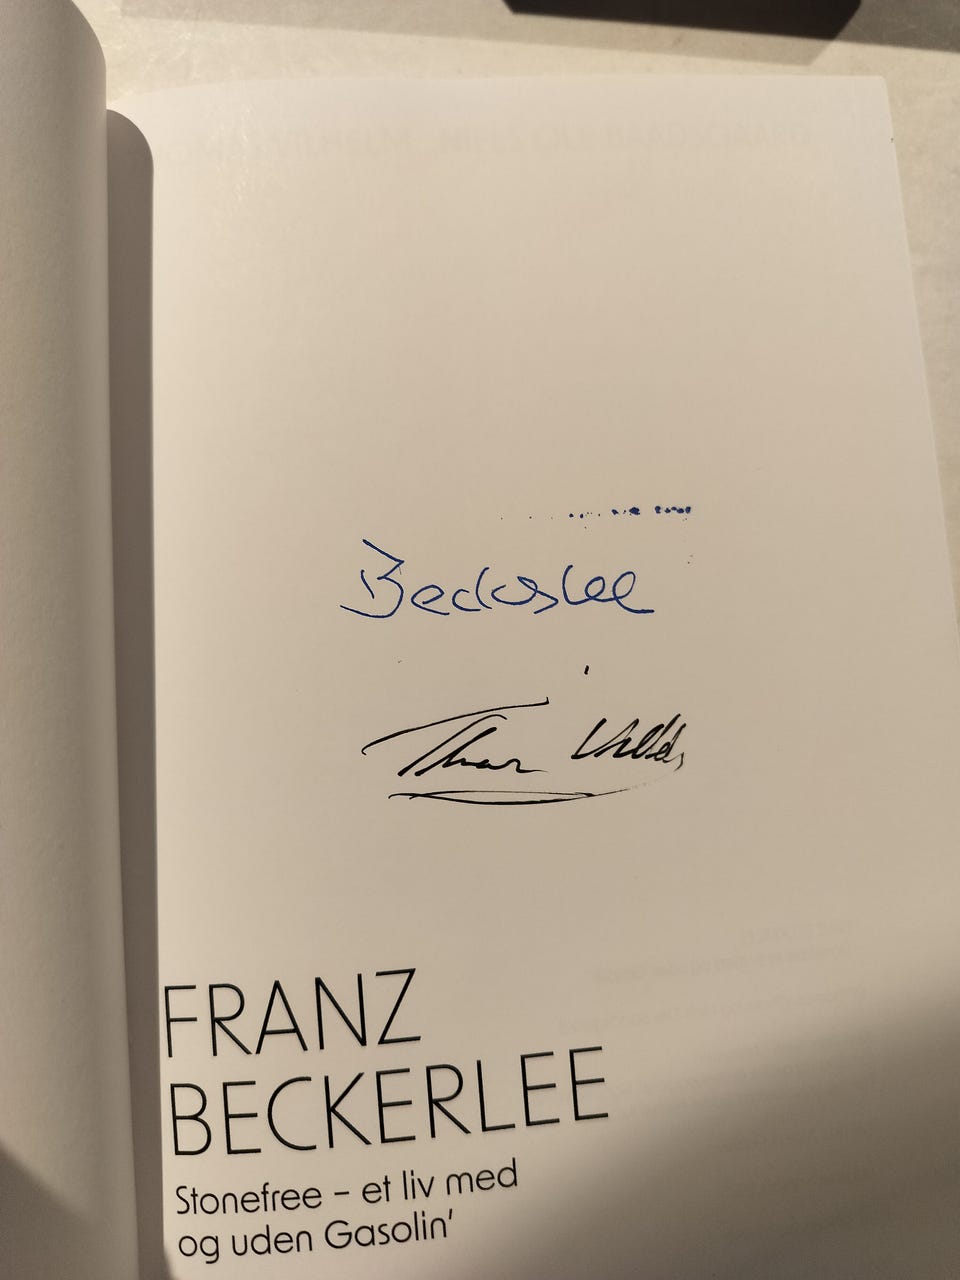 Beckerlee
FRANZ
BECKERLEE
Stonefree – et liv med
og uden Gasolin'